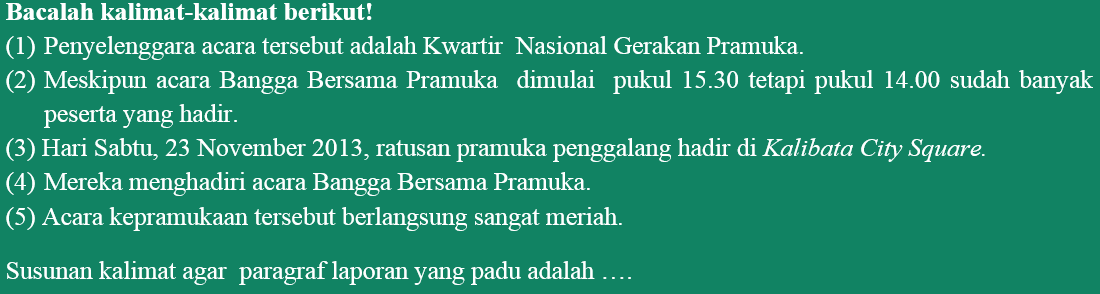 Bacalah kalimat-kalimat berikut!
(1) Penyelenggara acara tersebut adalah Kwartir Nasional Gerakan Pramuka.
(2) Meskipun acara Bangga Bersama Pramuka dimulai pukul 15.30 tetapi pukul 14.00 sudah banyak
peserta yang hadir.
(3) Hari Sabtu, 23 November 2013, ratusan pramuka penggalang hadir di Kalibata City Square.
(4) Mereka menghadiri acara Bangga Bersama Pramuka.
(5) Acara kepramukaan tersebut berlangsung sangat meriah.
Susunan kalimat agar paragraf laporan yang padu adalah ….